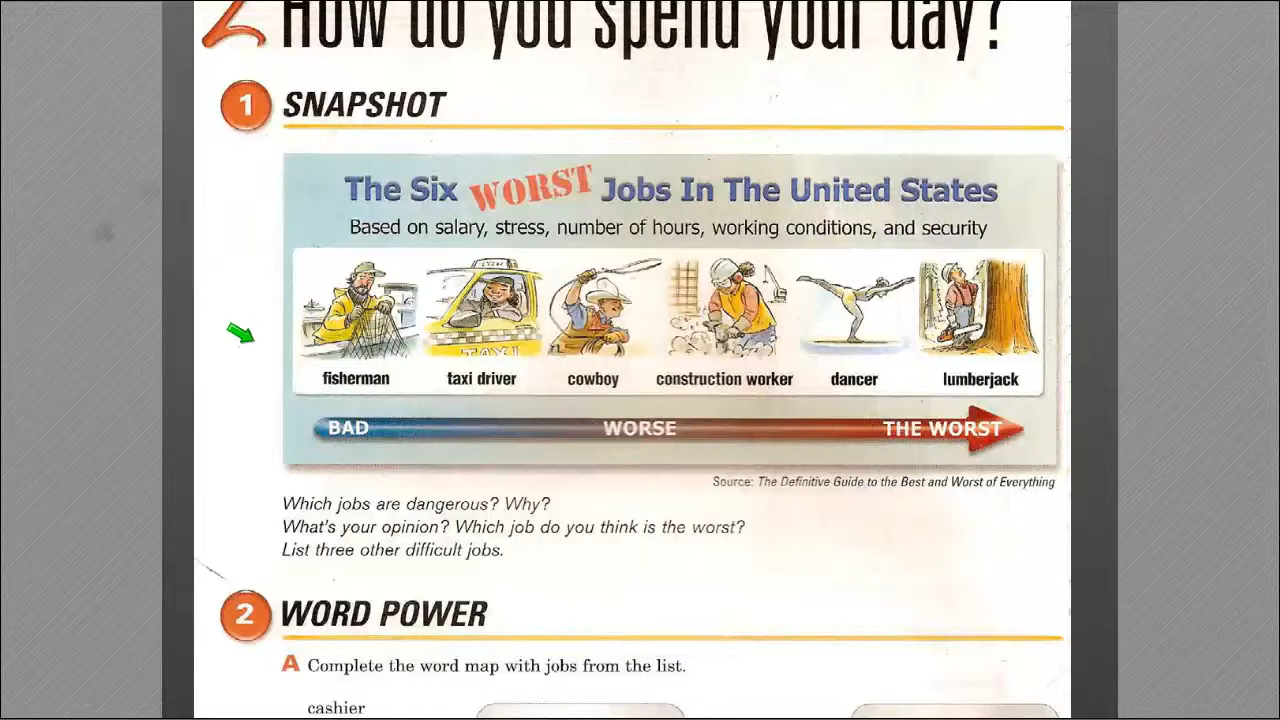 2 How do you spend your day?
1 SNAPSHOT
The Six WORST Jobs In The United States
Based on salary, stress, number of hours, working conditions, and security
TAXI
fisherman taxi driver cowboy construction worker dancer lumberjack
BAD WORSE THE WORST
Source: The Definitive Guide to the Best and Worst of Everything
Which jobs are dangerous? Why?
What's your opinion? Which job do you think is the worst?
List three other difficult jobs.
2 WORD POWER
A Complete the word map with jobs from the list.
cashier